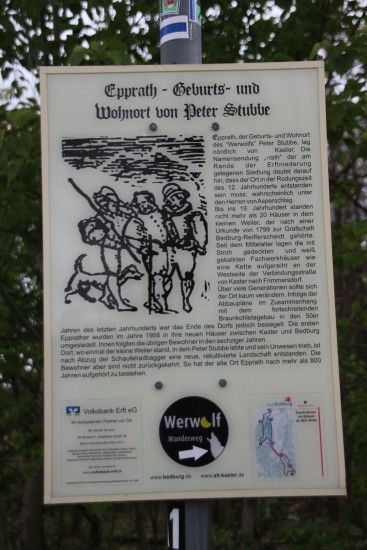 Epprath - Geburts- und
Wohnort von Peter Stubbe
Epprath, der Geburts- und Wohnort
des "Werwolfs" Peter Stubbe, lag
nördlich von Kaster. Die
Namensendung „-rath" der am
Rande der Erftniederung
gelegenen Siedlung deutet darauf
hin, dass der Ort in der Rodungszeit
des 12. Jahrhunderts entstanden
sein muss, wahrscheinlich unter
den Herren von Asperschlag.
Bis ins 19. Jahrhundert standen
nicht mehr als 20 Häuser in dem
kleinen Weiler, der nach einer
Urkunde von 1799 zur Grafschaft
Bedburg-Reifferscheidt gehörte.
Seit dem Mittelalter lagen die mit
Stroh gedeckten und weiß
gekalkten Fachwerkhäuser wie
eine Kette aufgereiht an der
Westseite der Verbindungsstraße
von Kaster nach Frimmersdorf.
Über viele Generationen sollte sich
der Ort kaum verändern. Infolge der
Abbaupläne im Zusammenhang
mit dem fortschreitenden
Braunkohletagebau in den 50er
Jahren des letzten Jahrhunderts war das Ende des Dorfs jedoch besiegelt. Die ersten
Epprather wurden im Jahre 1956 in ihre neuen Häuser zwischen Kaster und Bedburg
umgesiedelt. Ihnen folgten die übrigen Bewohner in den sechziger Jahren.
Dort, wo einmal der kleine Weiler stand, in dem Peter Stubbe lebte und sein Unwesen trieb, ist
nach Abzug der Schaufelradbagger eine neue, rekultivierte Landschaft entstanden. Die
Bewohner aber sind nicht zurückgekehrt. So hat der alte Ort Epprath nach mehr als 800
Jahren aufgehört zu bestehen.
Volksbank Erft eG
Ihr kompetenter Partner vor Ort
www.volksbank-erft.de
Werwolf
Wanderweg
www.bedburg.de www.alt-kaster.de
1